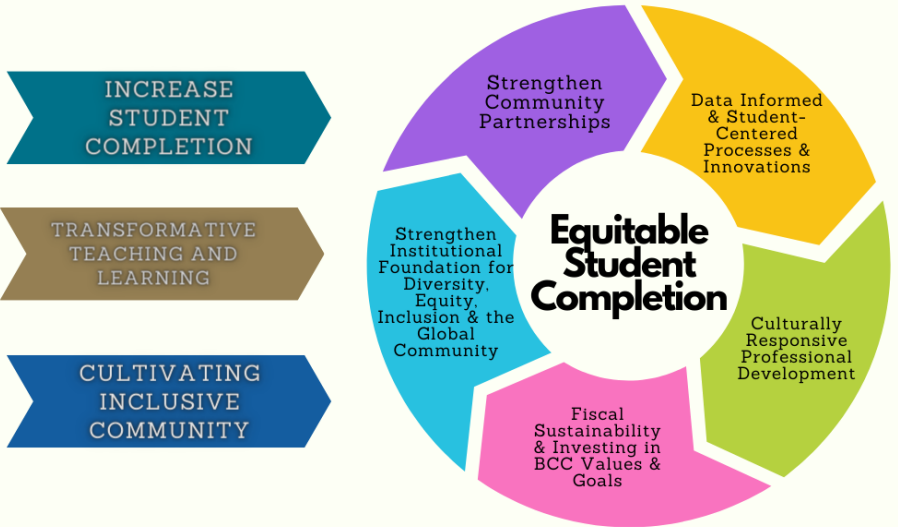 INCREASE
STUDENT
COMPLETION
TRANSFORMATIVE
TEACHING AND
LEARNING
CULTIVATING
INCLUSIVE
COMMUNITY
Strengthen
Community
Partnerships
Data Informed
& Student-
Centered
Processes &
Innovations
Culturally
Responsive
Professional
Development
Fiscal
Sustainability
& Investing in
BCC Values &
Goals
Strengthen
Institutional
Foundation for
Diversity,
Equity,
Inclusion & the
Global
Community
Equitable
Student
Completion